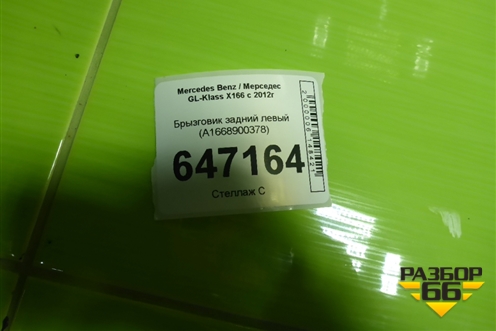 Mercedes Benz / Мерседес
GL-Klass X166 с 2012г
Брызговик задний левый
(A1668900378)
647164
Стеллаж С
РАЗБОР
66